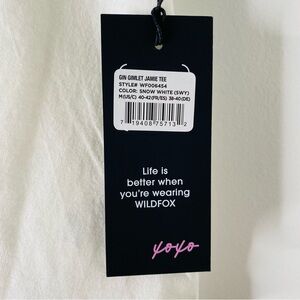 GIN GIMLET JAMIE TEE
STYLE# WF006454
COLOR: SNOW WHITE (SWY)
M(US/C) 40-42(FR/ES) 38-40(DE)
7 19408 75713 2
Life is
better when
you're wearing
WILDFOX
xoxo